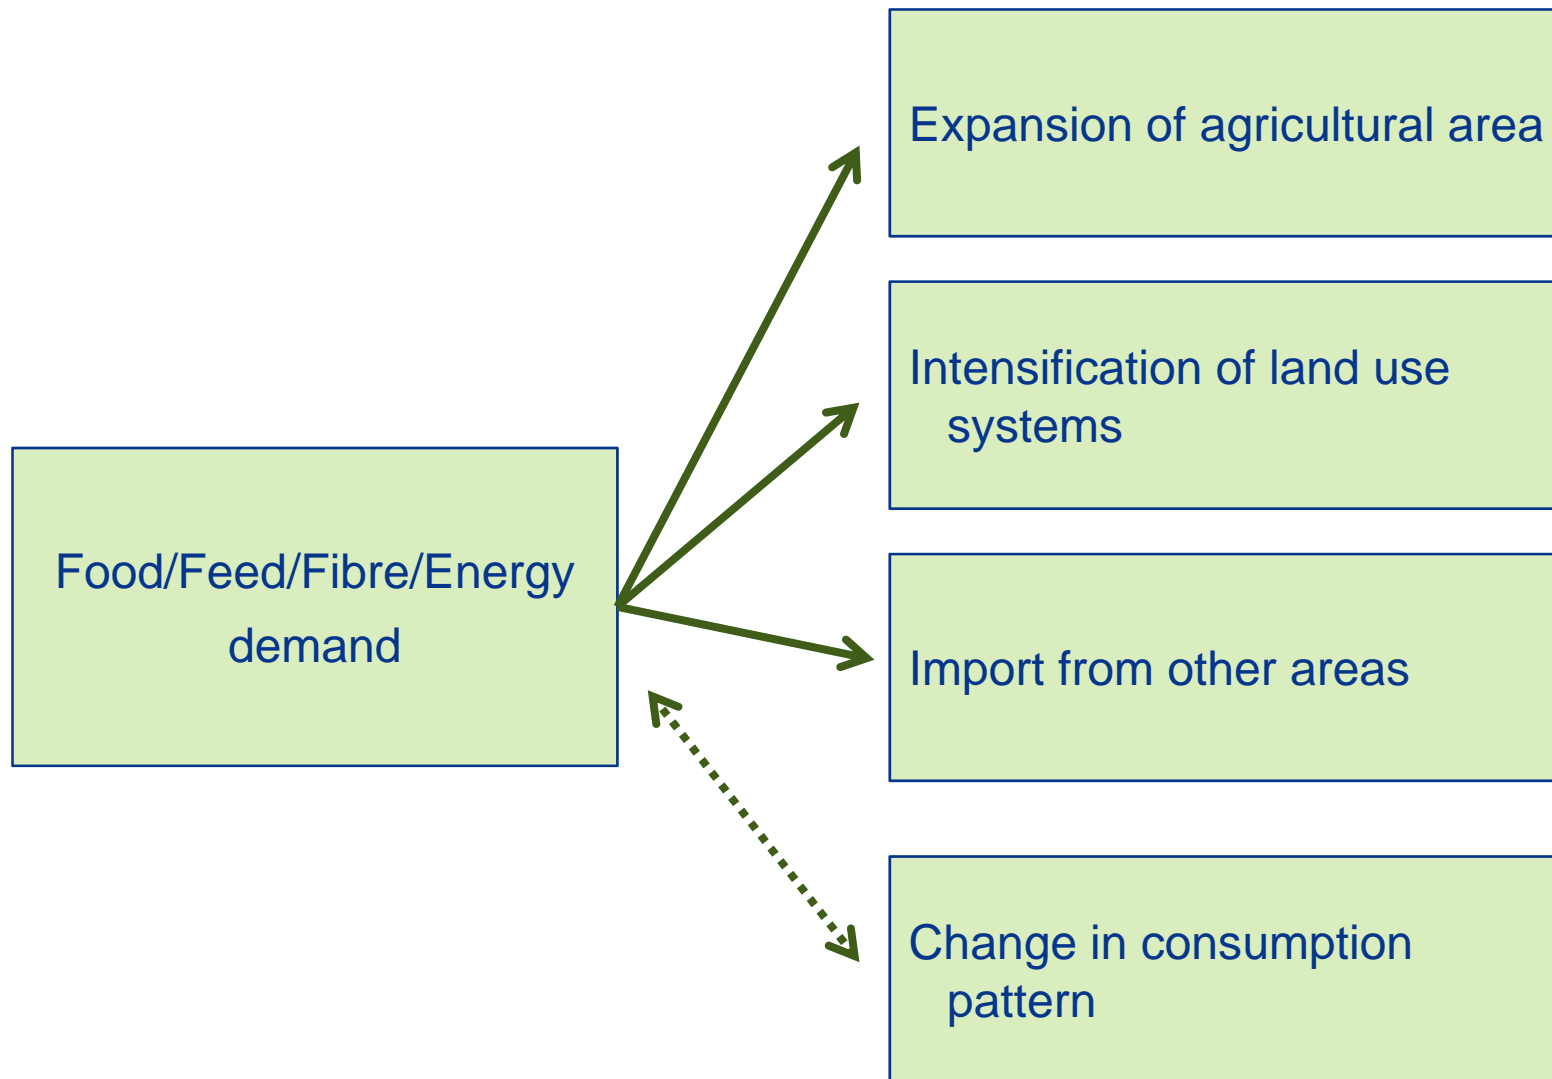 Expansion of agricultural area
Intensification of land use
systems
Food/Feed/Fibre/Energy
demand
Import from other areas
Change in consumption
pattern